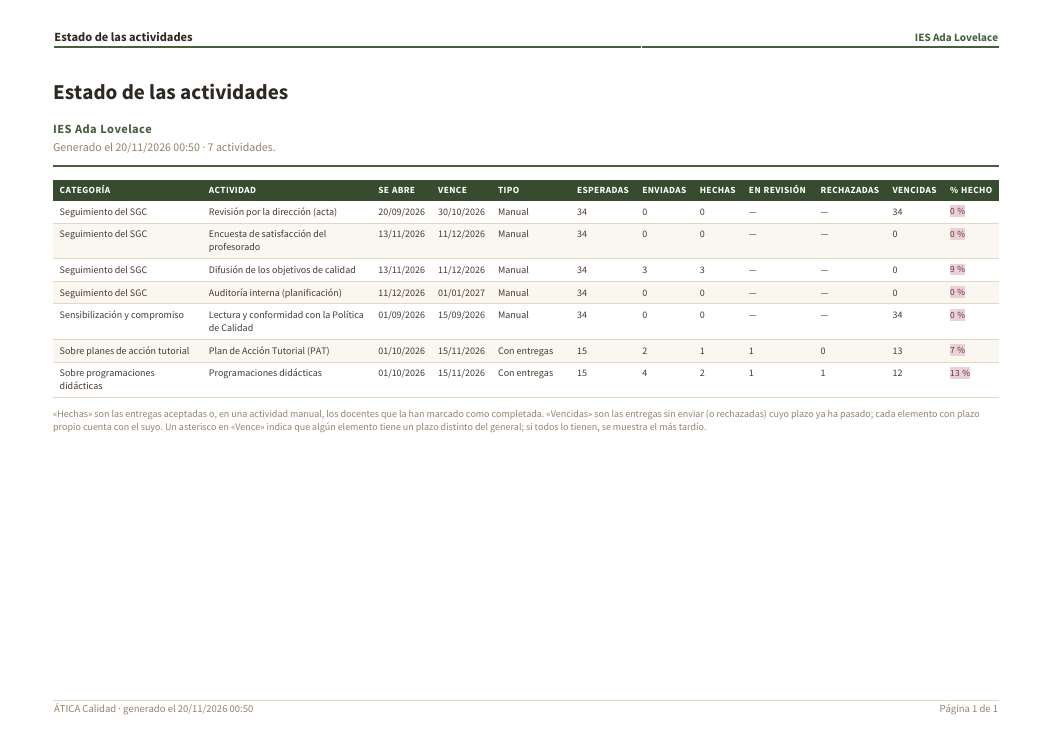 Estado de las actividades IES Ada Lovelace
Estado de las actividades
IES Ada Lovelace
Generado el 20/11/2026 00:50 · 7 actividades.
CATEGORÍA ACTIVIDAD SE ABRE VENCE TIPO ESPERADAS ENVIADAS HECHAS EN REVISIÓN RECHAZADAS VENCIDAS % HECHO
Seguimiento del SGC Revisión por la dirección (acta) 20/09/2026 30/10/2026 Manual 34 0 0 — — 34 0 %
Seguimiento del SGC Encuesta de satisfacción del 13/11/2026 11/12/2026 Manual 34 0 0 — — 0 0 %
profesorado
Seguimiento del SGC Difusión de los objetivos de calidad 13/11/2026 11/12/2026 Manual 34 3 3 — — 0 9 %
Seguimiento del SGC Auditoría interna (planificación) 11/12/2026 01/01/2027 Manual 34 0 0 — — 0 0 %
Sensibilización y compromiso Lectura y conformidad con la Política 01/09/2026 15/09/2026 Manual 34 0 0 — — 34 0 %
de Calidad
Sobre planes de acción tutorial Plan de Acción Tutorial (PAT) 01/10/2026 15/11/2026 Con entregas 15 2 1 1 0 13 7 %
Sobre programaciones Programaciones didácticas 01/10/2026 15/11/2026 Con entregas 15 4 2 1 1 12 13 %
didácticas
«Hechas» son las entregas aceptadas o, en una actividad manual, los docentes que la han marcado como completada. «Vencidas» son las entregas sin enviar (o rechazadas) cuyo plazo ya ha pasado; cada elemento con plazo
propio cuenta con el suyo. Un asterisco en «Vence» indica que algún elemento tiene un plazo distinto del general; si todos lo tienen, se muestra el más tardío.
ÁTICA Calidad · generado el 20/11/2026 00:50 Página 1 de 1